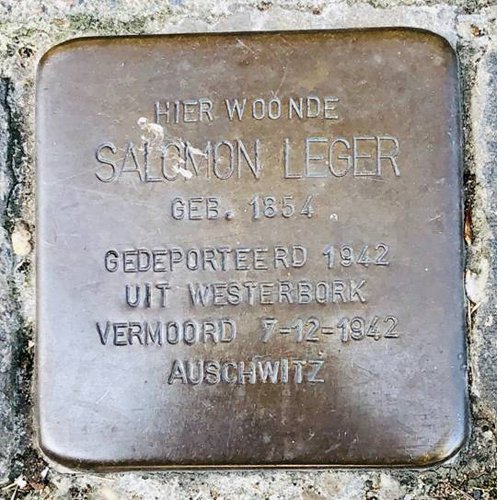 HIER WOONDE
SALOMON LEGER
GEB. 1854
GEDEPORTEERD 1942
UIT WESTERBORK
VERMOORD 7-12-1942
AUSCHWITZ